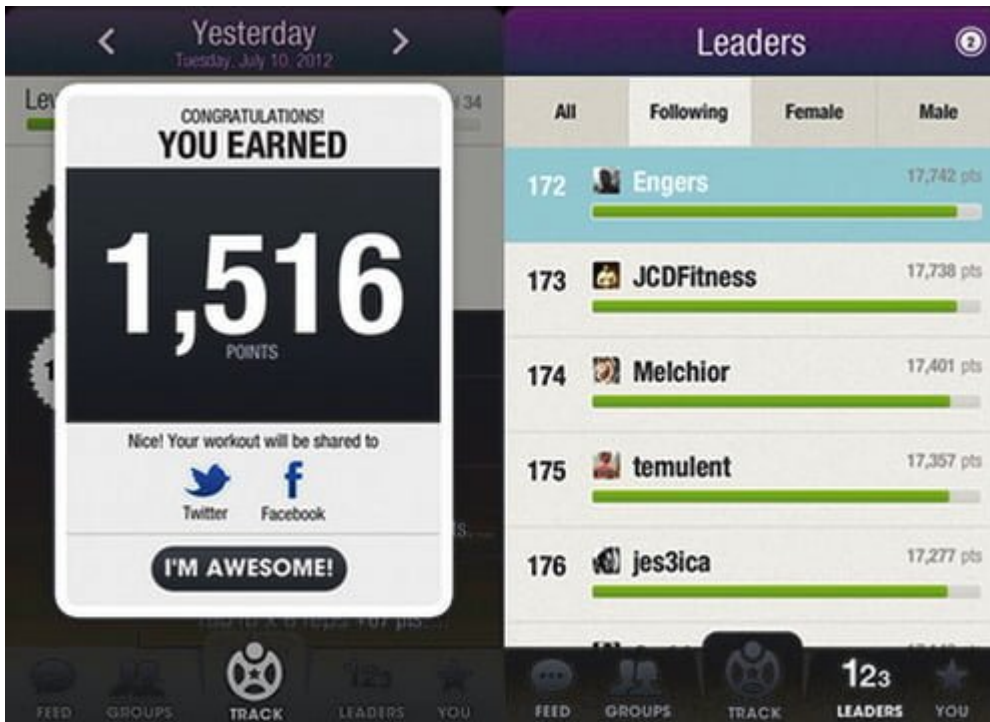 Yesterday
Tuesday, July 10, 2012
Lev
34
CONGRATULATIONS!
YOU EARNED
1,516
POINTS
Nice! Your workout will be shared to
Twitter
Facebook
I'M AWESOME!
FEED
GROUPS
TRACK
LEADERS
YOU
Leaders
2
All
Following
Female
Male
172
Engers
17,742 pts
173
JCDFitness
17,738 pts
174
Melchior
17,401 pts
175
temulent
17,357 pts
176
jes3ica
17,277 pts
FEED
GROUPS
TRACK
123
LEADERS
YOU